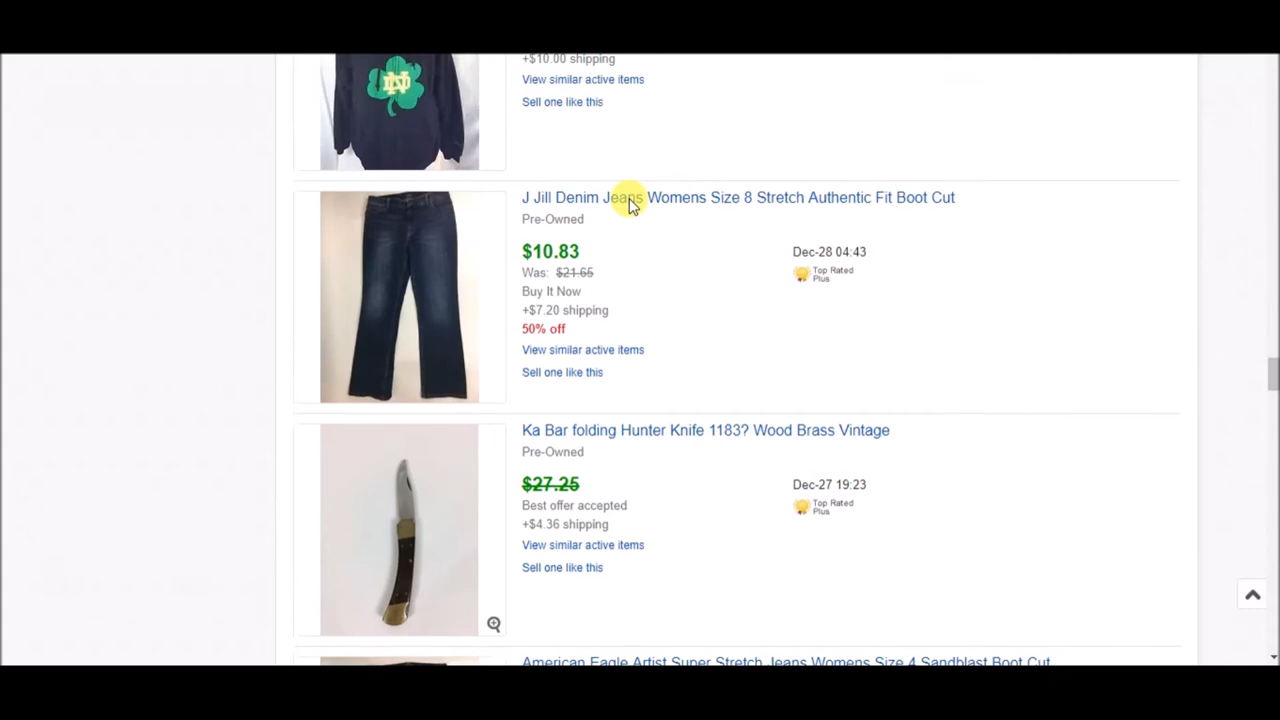 +$10.00 shipping
View similar active items
Sell one like this
ND
J Jill Denim Jeans Womens Size 8 Stretch Authentic Fit Boot Cut
Pre-Owned
$10.83
Dec-28 04:43
Was: $21.65
Top Rated
Plus
Buy It Now
+$7.20 shipping
50% off
View similar active items
Sell one like this
Ka Bar folding Hunter Knife 1183? Wood Brass Vintage
Pre-Owned
$27.25
Dec-27 19:23
Best offer accepted
Top Rated
Plus
+$4.36 shipping
View similar active items
Sell one like this
American Eagle Artist Super Stretch Jeans Womens Size 4 Sandblast Boot Cut